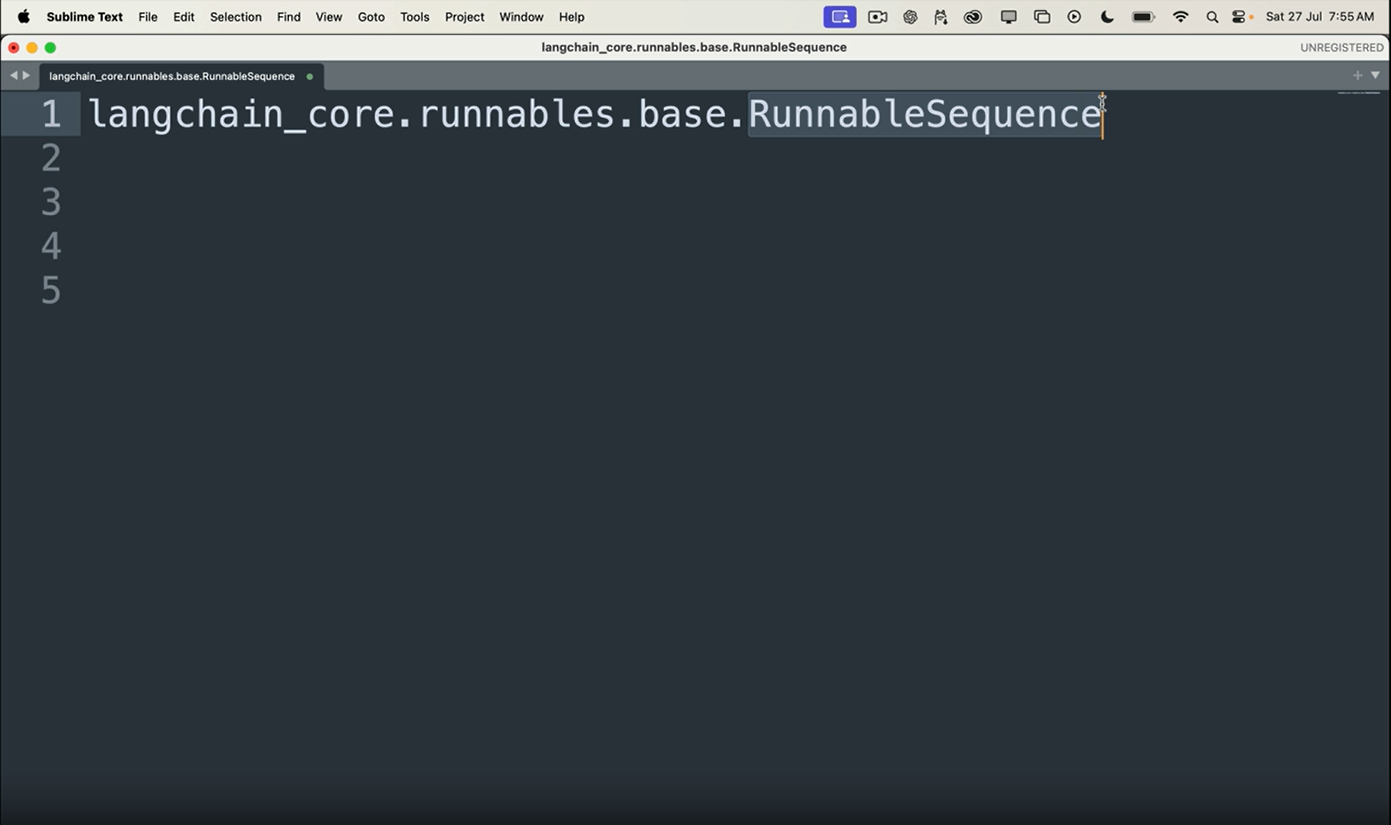 Sublime Text File Edit Selection Find View Goto Tools Project Window Help Sat 27 Jul 7:55 AM
langchain_core.runnables.base.RunnableSequence UNREGISTERED
langchain_core.runnables.base.RunnableSequence
1 langchain_core.runnables.base.RunnableSequence
2
3
4
5